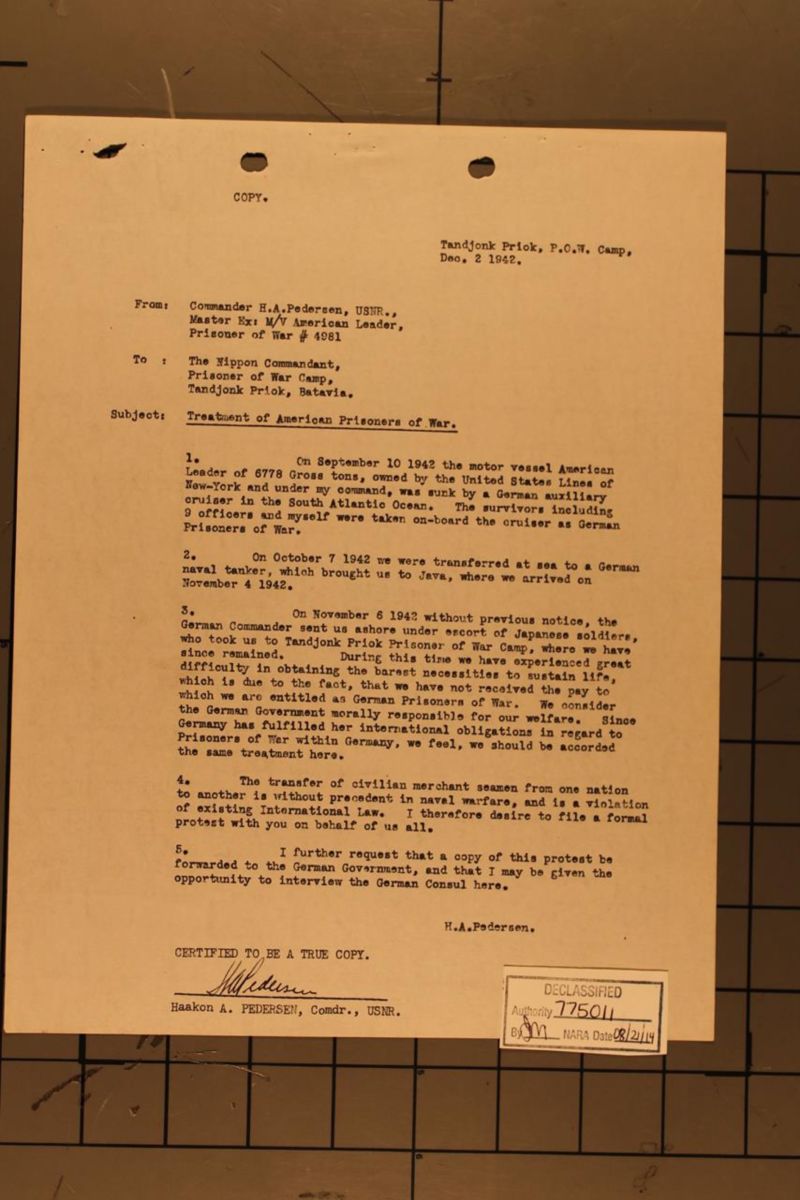 COPY.
Tandjonk Priok, P.O.W. Camp,
Dec. 2 1942.
From: Commander H.A.Pedersen, USNR.,
Master Ex: M/V American Leader,
Prisoner of War # 4981
To : The Nippon Commandant,
Prisoner of War Camp,
Tandjonk Priok, Batavia.
Subject: Treatment of American Prisoners of War.
1. On September 10 1942 the motor vessel American
Leader of 6778 Gross tons, owned by the United States Lines of
New-York and under my command, was sunk by a German auxiliary
cruiser in the South Atlantic Ocean. The survivors including
9 officers and myself were taken on-board the cruiser as German
Prisoners of War.
2. On October 7 1942 we were transferred at sea to a German
naval tanker, which brought us to Java, where we arrived on
November 4 1942.
3. On November 6 1942 without previous notice, the
German Commander sent us ashore under escort of Japanese soldiers,
who took us to Tandjonk Priok Prisoner of War Camp, where we have
since remained. During this time we have experienced great
difficulty in obtaining the barest necessities to sustain life,
which is due to the fact, that we have not received the pay to
which we are entitled as German Prisoners of War. We consider
the German Government morally responsible for our welfare. Since
Germany has fulfilled her international obligations in regard to
Prisoners of War within Germany, we feel, we should be accorded
the same treatment here.
4. The transfer of civilian merchant seamen from one nation
to another is without precedent in naval warfare, and is a violation
of existing International Law. I therefore desire to file a formal
protest with you on behalf of us all.
5. I further request that a copy of this protest be
forwarded to the German Government, and that I may be given the
opportunity to interview the German Consul here.
H.A.Pedersen.
CERTIFIED TO BE A TRUE COPY.
HAPedersen
Haakon A. PEDERSEN, Comdr., USNR.
DECLASSIFIED
Authority 775011
By JM NARA Date 08/21/14